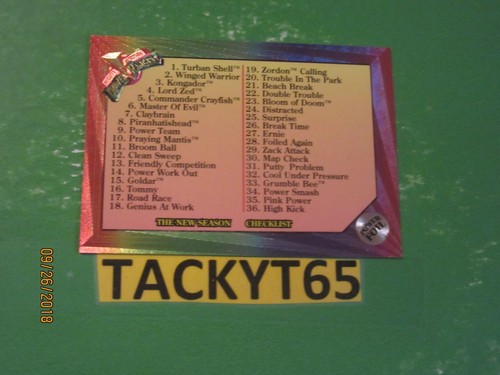 1. Turban Shell™
2. Winged Warrior
3. Kongador™
4. Lord Zed™
5. Commander Crayfish™
6. Master Of Evil™
7. Claybrain
8. Piranhatishead™
9. Power Team
10. Praying Mantis™
11. Broom Ball
12. Clean Sweep
13. Friendly Competition
14. Power Work Out
15. Goldar™
16. Tommy
17. Road Race
18. Genius At Work
19. Zordon™ Calling
20. Trouble In The Park
21. Beach Break
22. Double Trouble
23. Bloom of Doom™
24. Distracted
25. Surprise
26. Break Time
27. Ernie
28. Foiled Again
29. Zack Attack
30. Map Check
31. Putty Problem
32. Cool Under Pressure
33. Grumble Bee™
34. Power Smash
35. Pink Power
36. High Kick
THE NEW SEASON CHECKLIST
POWER FOIL
TACKYT65
09/26/2018